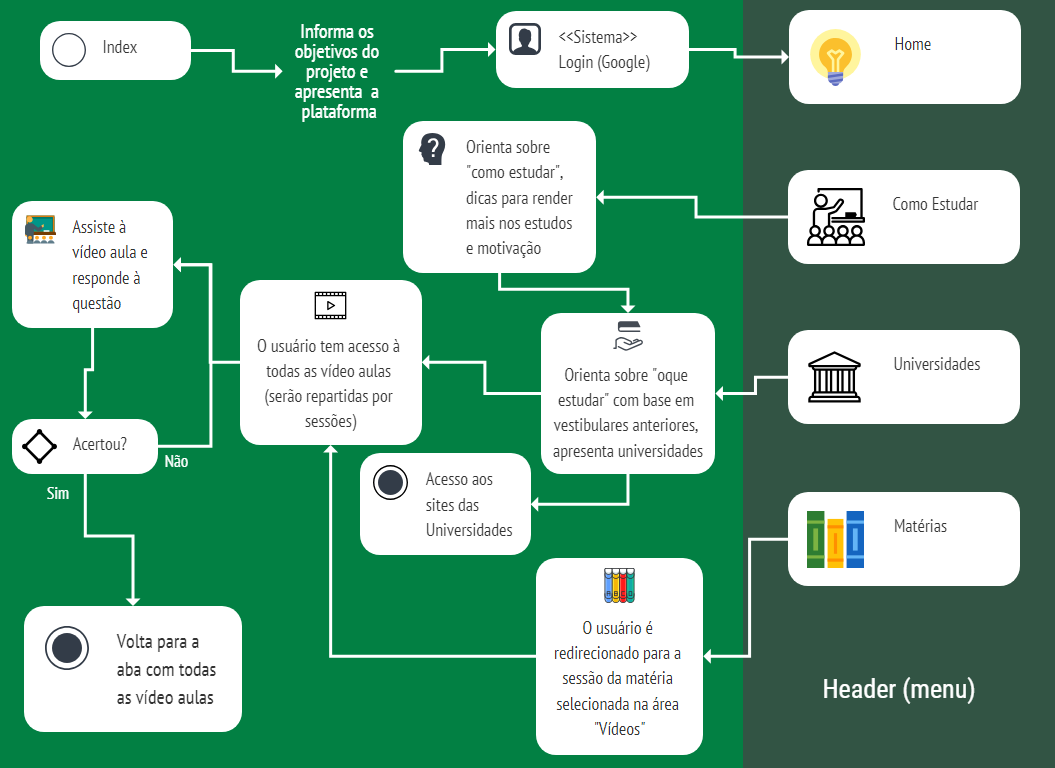 Index
Informa os
objetivos do
projeto e
apresenta a
plataforma
<<Sistema>>
Login (Google)
Home
Orienta sobre
"como estudar",
dicas para render
mais nos estudos
e motivação
Como Estudar
Assiste à
vídeo aula e
responde à
questão
O usuário tem acesso à
todas as vídeo aulas
(serão repartidas por
sessões)
Orienta sobre "oque
estudar" com base em
vestibulares anteriores,
apresenta universidades
Universidades
Acertou?
Não
Sim
Acesso aos
sites das
Universidades
Matérias
Volta para a
aba com todas
as vídeo aulas
O usuário é
redirecionado para a
sessão da matéria
selecionada na área
"Vídeos"
Header (menu)